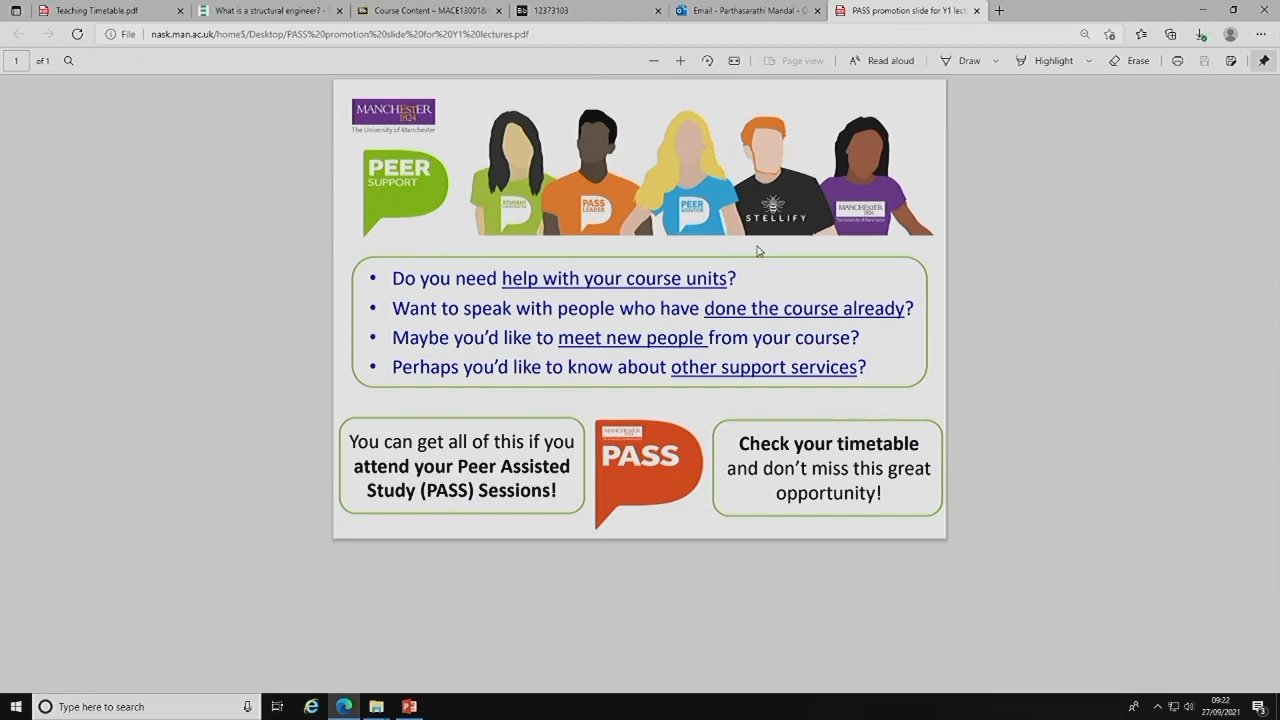 Teaching Timetable.pdf
What is a structural engineer? - T
Course Content – MACE13001&
12373103
Email - Parthasarathi Mandal - O
PASS promotion slide for Y1 lect
File
nask.man.ac.uk/home$/Desktop/PASS%20promotion%20slide%20for%20Y1%20lectures.pdf
1 of 1
Page view
Read aloud
Draw
Highlight
Erase
MANCHESTER
1824
The University of Manchester
PEER
SUPPORT
STUDENT
PASS
LEADER
PEER
MENTOR
STELLIFY
MANCHESTER
1824
The University of Manchester
• Do you need help with your course units?
• Want to speak with people who have done the course already?
• Maybe you’d like to meet new people from your course?
• Perhaps you’d like to know about other support services?
You can get all of this if you
attend your Peer Assisted
Study (PASS) Sessions!
MANCHESTER
PASS
Check your timetable
and don’t miss this great
opportunity!
Type here to search
09:22
27/09/2021